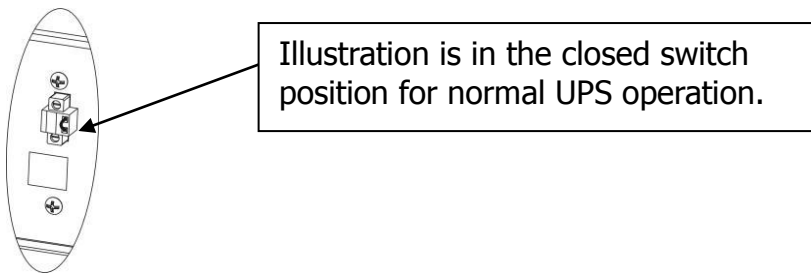 Illustration is in the closed switch
position for normal UPS operation.